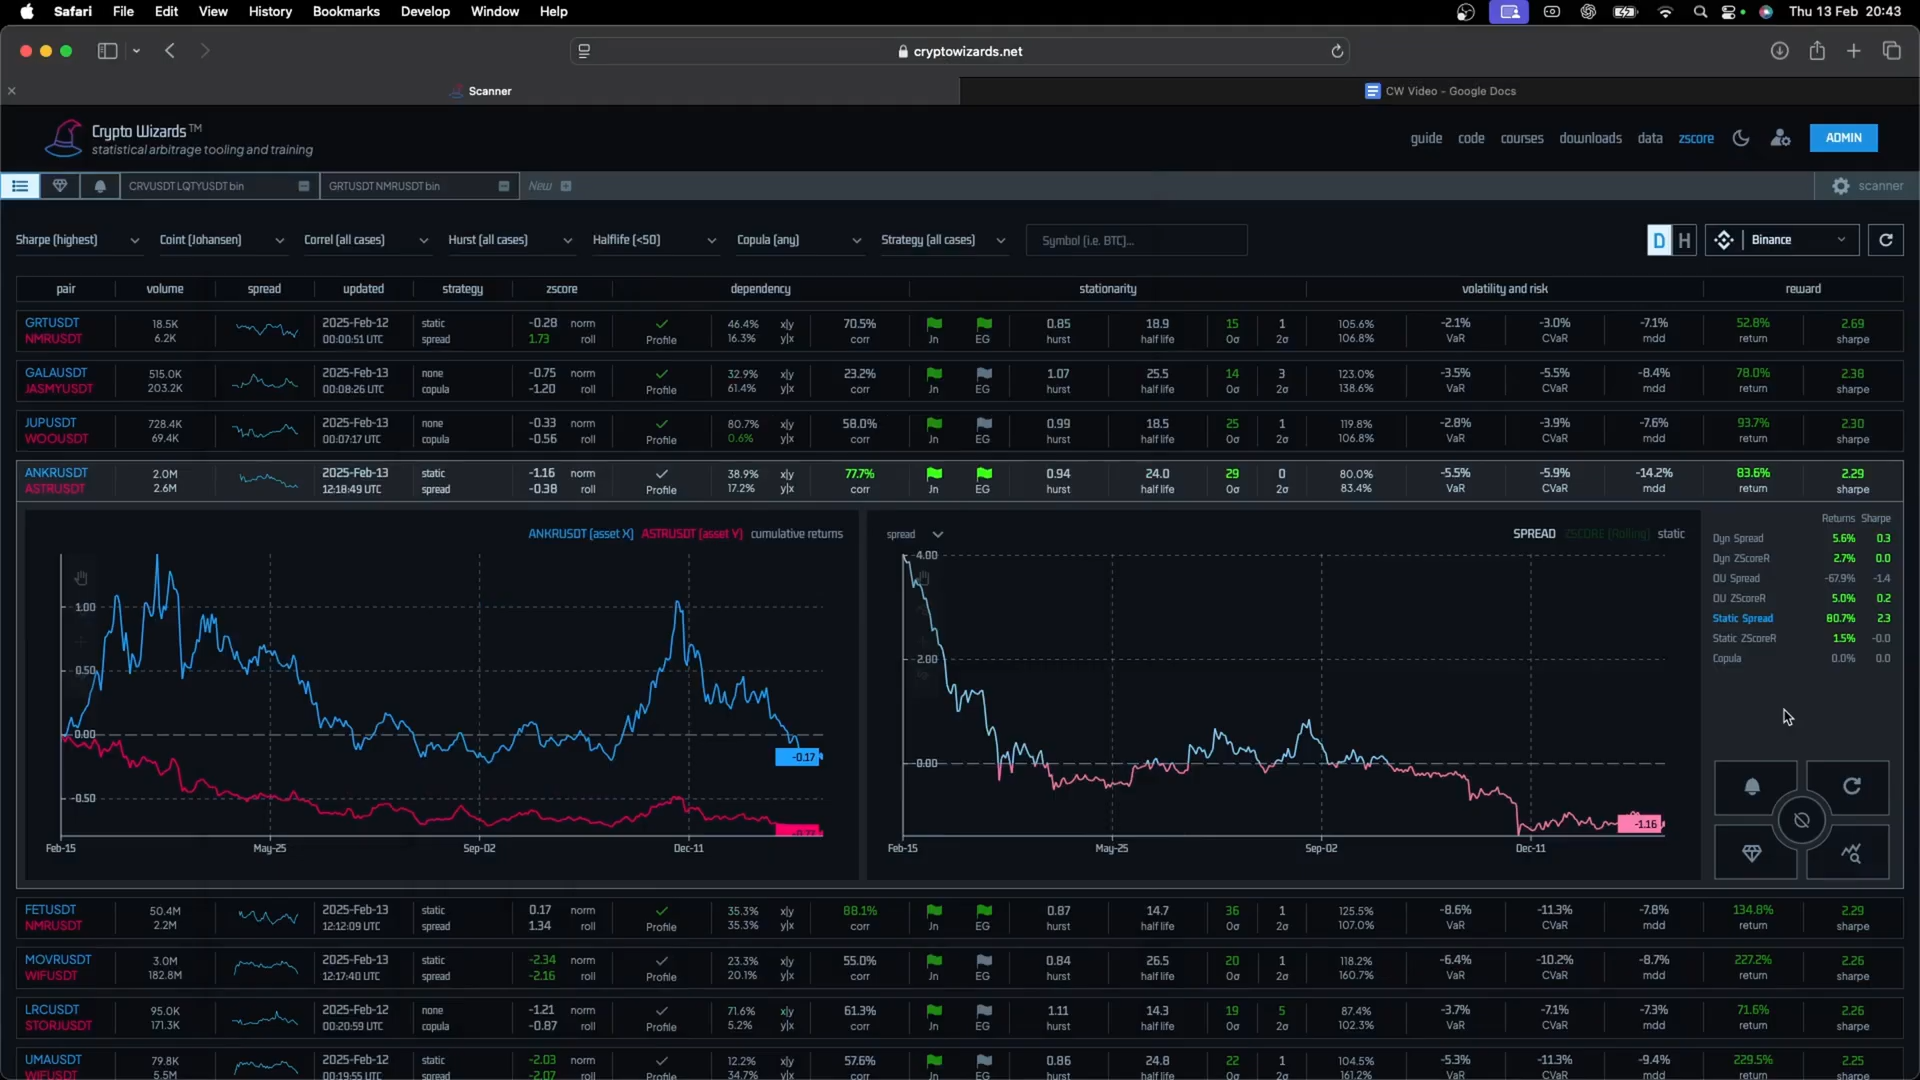 Safari File Edit View History Bookmarks Develop Window Help Thu 13 Feb 20:43
cryptowizards.net
Scanner
CW Video - Google Docs
Crypto Wizards™
statistical arbitrage tooling and training
guide code courses downloads data zscore ADMIN
CRVUSDT LQTYUSDT bin GRTUSDT NMRUSDT bin New scanner
Sharpe (highest) Coint (Johansen) Correl (all cases) Hurst (all cases) Halflife (<50) Copula (any) Strategy (all cases) Symbol (i.e. BTC)... D H Binance
pair volume spread updated strategy zscore dependency stationarity volatility and risk reward
GRTUSDT 18.5K 2025-Feb-12 static -0.28 norm 46.4% x|y 70.5% 0.85 18.9 15 1 105.6% -2.1% -3.0% -7.1% 52.8% 2.69
NMRUSDT 6.2K 00:00:51 UTC spread 1.73 roll Profile 16.3% y|x corr Jn EG hurst half life 0σ 2σ 106.8% VaR CVaR mdd return sharpe
GALAUSDT 515.0K 2025-Feb-13 none -0.75 norm 32.9% x|y 23.2% 1.07 25.5 14 3 123.0% -3.5% -5.5% -8.4% 78.0% 2.38
JASMYUSDT 203.2K 00:08:26 UTC copula -1.20 roll Profile 61.4% y|x corr Jn EG hurst half life 0σ 2σ 138.6% VaR CVaR mdd return sharpe
JUPUSDT 728.4K 2025-Feb-13 none -0.33 norm 80.7% x|y 58.0% 0.99 18.5 25 1 119.8% -2.8% -3.9% -7.6% 93.7% 2.30
WOOUSDT 69.4K 00:07:17 UTC copula -0.56 roll Profile 0.6% y|x corr Jn EG hurst half life 0σ 2σ 106.8% VaR CVaR mdd return sharpe
ANKRUSDT 2.0M 2025-Feb-13 static -1.16 norm 38.9% x|y 77.7% 0.94 24.0 29 0 80.0% -5.5% -5.9% -14.2% 83.6% 2.29
ASTRUSDT 2.6M 12:18:49 UTC spread -0.38 roll Profile 17.2% y|x corr Jn EG hurst half life 0σ 2σ 83.4% VaR CVaR mdd return sharpe
ANKRUSDT (asset X) ASTRUSDT (asset Y) cumulative returns
1.00
0.50
0.00
-0.50
-0.17
Feb-15 May-25 Sep-02 Dec-11
spread SPREAD ZSCORE (Rolling) static
4.00
2.00
0.00
-1.16
Feb-15 May-25 Sep-02 Dec-11
Returns Sharpe
Dyn Spread 5.6% 0.3
Dyn ZScoreR 2.7% 0.0
OU Spread -67.9% -1.4
OU ZScoreR 5.0% 0.2
Static Spread 80.7% 2.3
Static ZScoreR 1.5% -0.0
Copula 0.0% 0.0
FETUSDT 50.4M 2025-Feb-13 static 0.17 norm 35.3% x|y 88.1% 0.87 14.7 36 1 125.5% -8.6% -11.3% -7.8% 134.8% 2.29
NMRUSDT 2.2M 12:12:09 UTC spread 1.34 roll Profile 35.3% y|x corr Jn EG hurst half life 0σ 2σ 107.0% VaR CVaR mdd return sharpe
MOVRUSDT 3.0M 2025-Feb-13 static -2.34 norm 23.3% x|y 55.0% 0.84 26.5 20 1 118.2% -6.4% -10.2% -8.7% 227.2% 2.26
WIFUSDT 182.8M 12:17:40 UTC spread -2.16 roll Profile 20.1% y|x corr Jn EG hurst half life 0σ 2σ 160.7% VaR CVaR mdd return sharpe
LRCUSDT 95.0K 2025-Feb-12 none -1.21 norm 71.6% x|y 61.3% 1.11 14.3 19 5 87.4% -3.7% -7.1% -7.3% 71.6% 2.26
STORJUSDT 171.3K 00:20:59 UTC copula -0.87 roll Profile 5.2% y|x corr Jn EG hurst half life 0σ 2σ 102.3% VaR CVaR mdd return sharpe
UMAUSDT 79.8K 2025-Feb-12 static -2.03 norm 12.2% x|y 57.6% 0.86 24.8 22 1 104.5% -5.3% -11.3% -9.4% 229.5% 2.25
WIFUSDT 5.5M 00:19:55 UTC spread -2.07 roll Profile 34.7% y|x corr Jn EG hurst half life 0σ 2σ 161.2% VaR CVaR mdd return sharpe